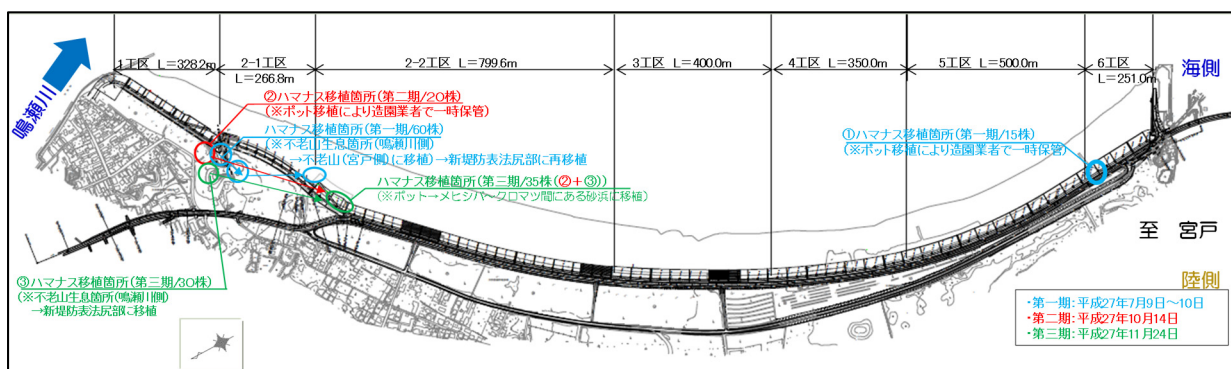 1工区 L=328.2m
2-1工区
L=266.8m
2-2工区 L=799.6m
3工区 L=400.0m
4工区 L=350.0m
5工区 L=500.0m
6工区
L=251.0m
海側
鳴瀬川
②ハマナス移植箇所(第二期/20株)
(※ポット移植により造園業者で一時保管)
ハマナス移植箇所(第一期/60株)
(※不老山生息箇所(鳴瀬川側)
→不老山(宮戸側)に移植)→新堤防表法尻部に再移植
①ハマナス移植箇所(第一期/15株)
(※ポット移植により造園業者で一時保管)
ハマナス移植箇所(第三期/35株(②+③))
(※ポット→メヒシバ~クロマツ間にある砂浜に移植)
至 宮戸
③ハマナス移植箇所(第三期/30株)
(※不老山生息箇所(鳴瀬川側)
→新堤防表法尻部に移植
陸側
・第一期:平成27年7月9日~10日
・第二期:平成27年10月14日
・第三期:平成27年11月24日